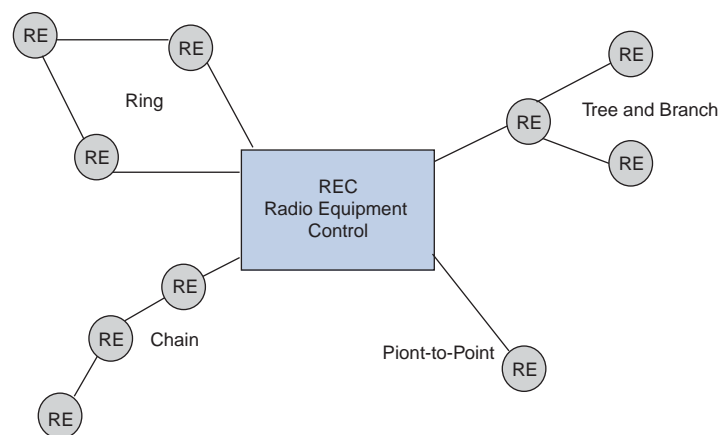 RE
RE
Ring
RE
RE
RE
Tree and Branch
RE
REC
Radio Equipment
Control
RE
RE
Chain
RE
Piont-to-Point
RE